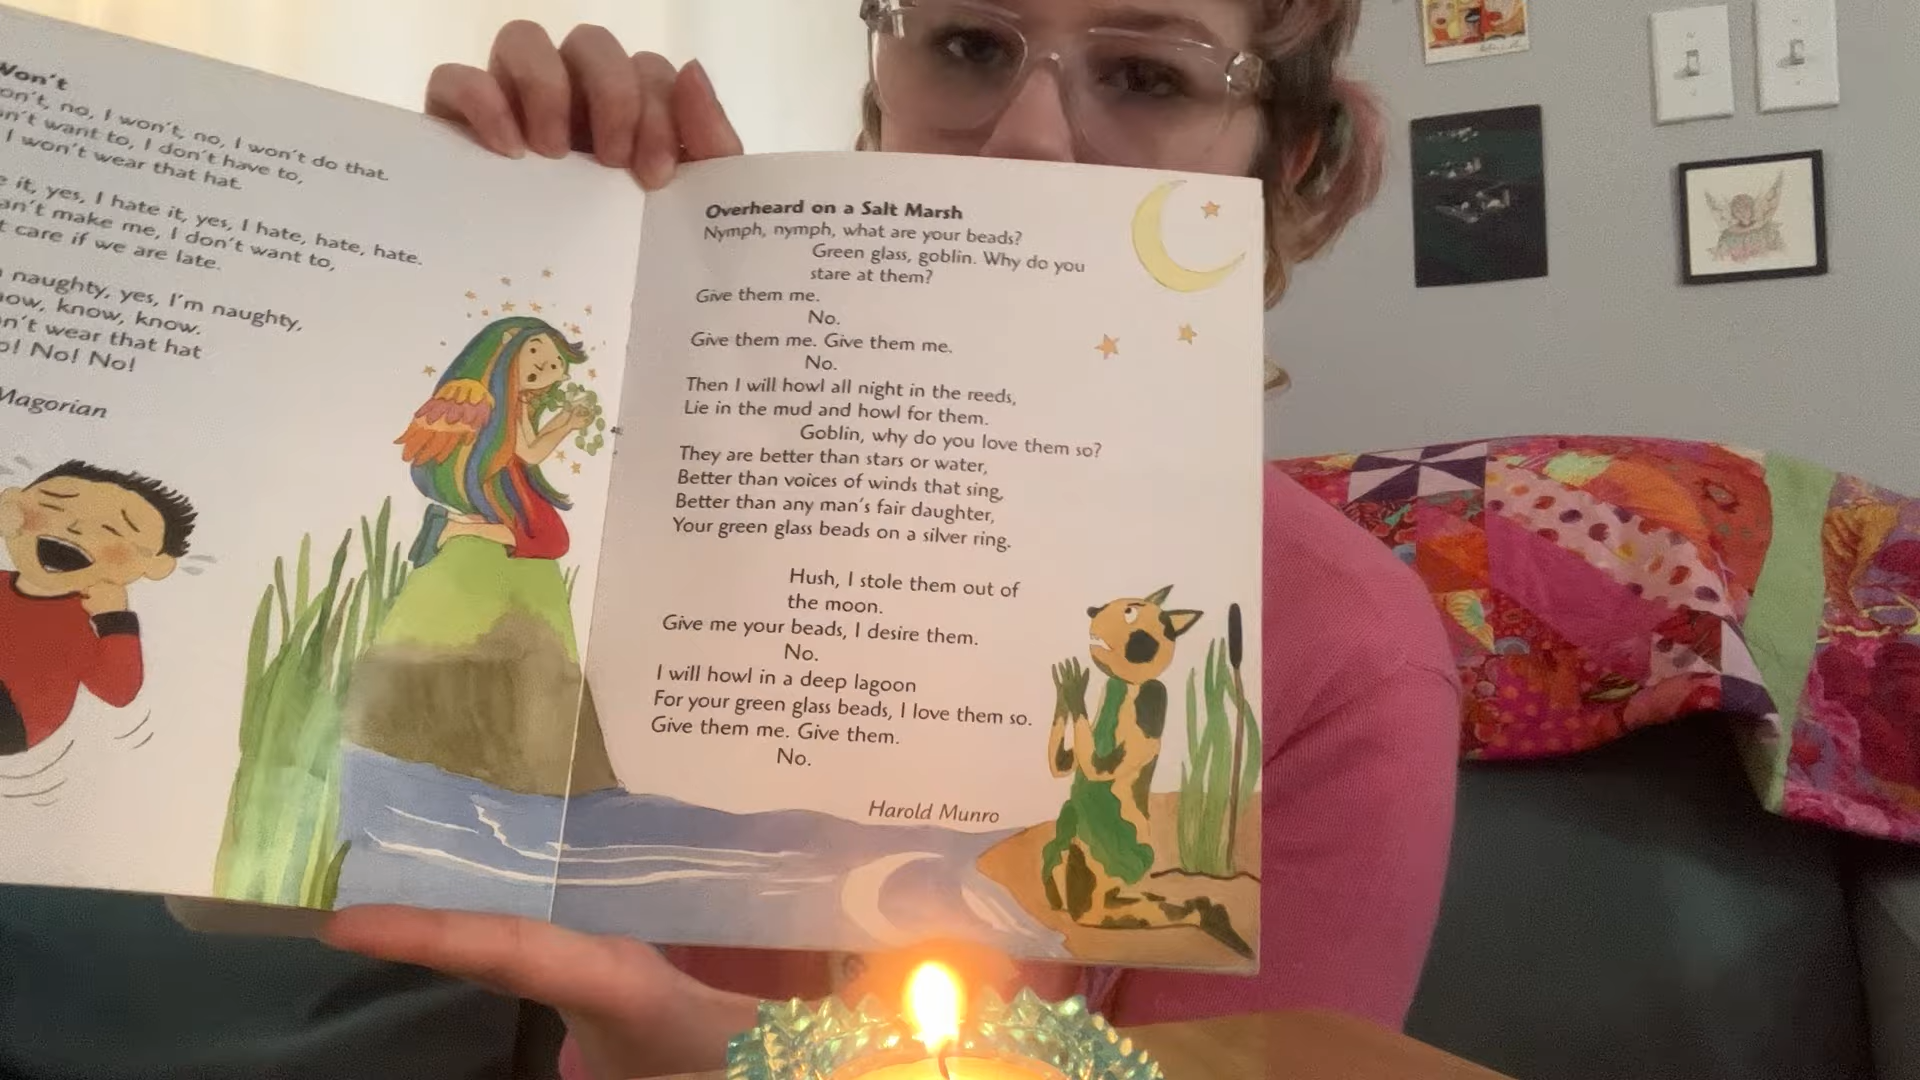 Won't
no, I won't, no, I won't do that.
want to, I don't have to,
I won't wear that hat.
it, yes, I hate it, yes, I hate, hate, hate.
make me, I don't want to,
care if we are late.
naughty, yes, I'm naughty,
know, know.
wear that hat
No! No!
Magorian
Overheard on a Salt Marsh
Nymph, nymph, what are your beads?
Green glass, goblin. Why do you
stare at them?
Give them me.
No.
Give them me. Give them me.
No.
Then I will howl all night in the reeds,
Lie in the mud and howl for them.
Goblin, why do you love them so?
They are better than stars or water,
Better than voices of winds that sing,
Better than any man's fair daughter,
Your green glass beads on a silver ring.
Hush, I stole them out of
the moon.
Give me your beads, I desire them.
No.
I will howl in a deep lagoon
For your green glass beads, I love them so.
Give them me. Give them.
No.
Harold Munro